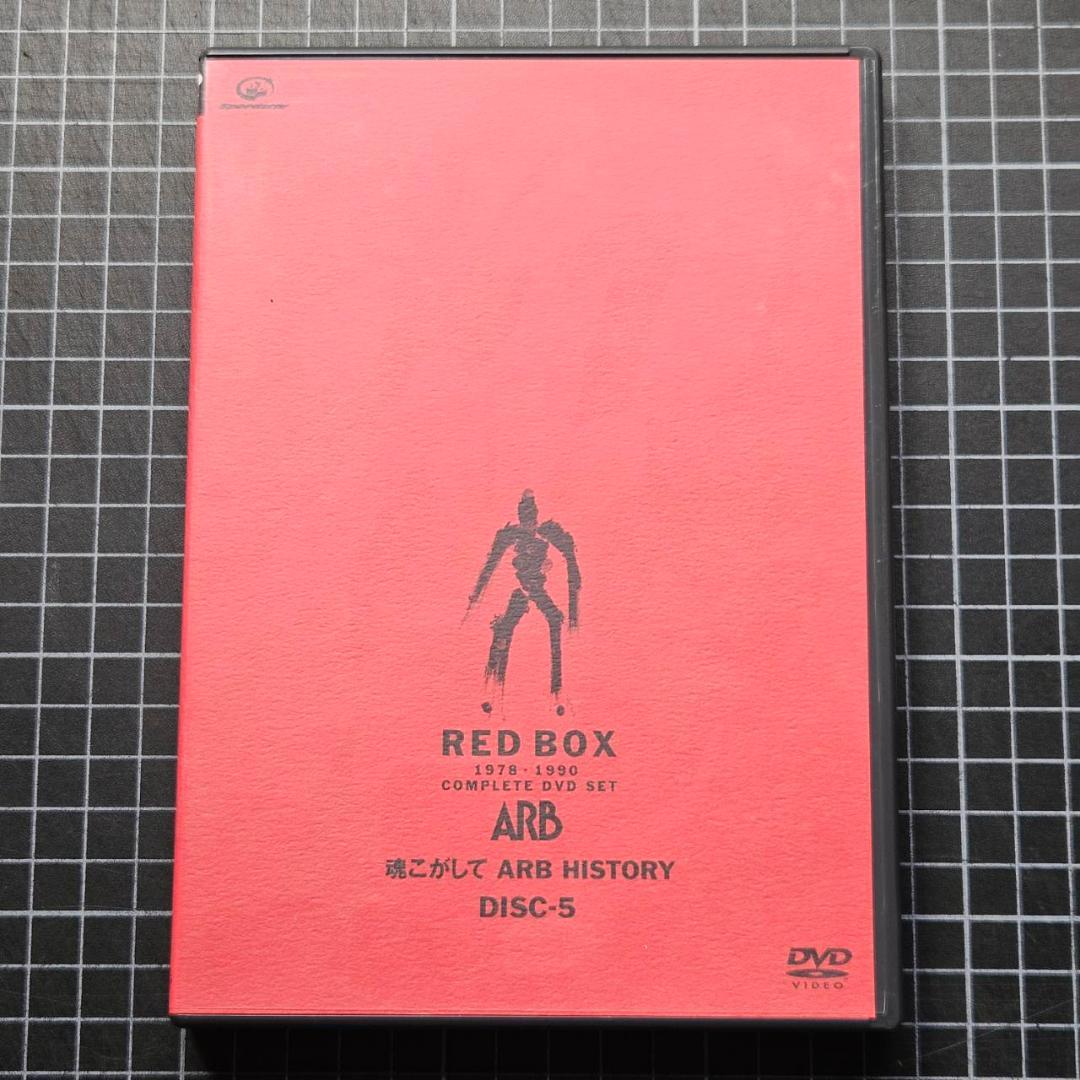 Speedstar
RED BOX
1978・1990
COMPLETE DVD SET
ARB
魂こがして ARB HISTORY
DISC-5
DVD
VIDEO